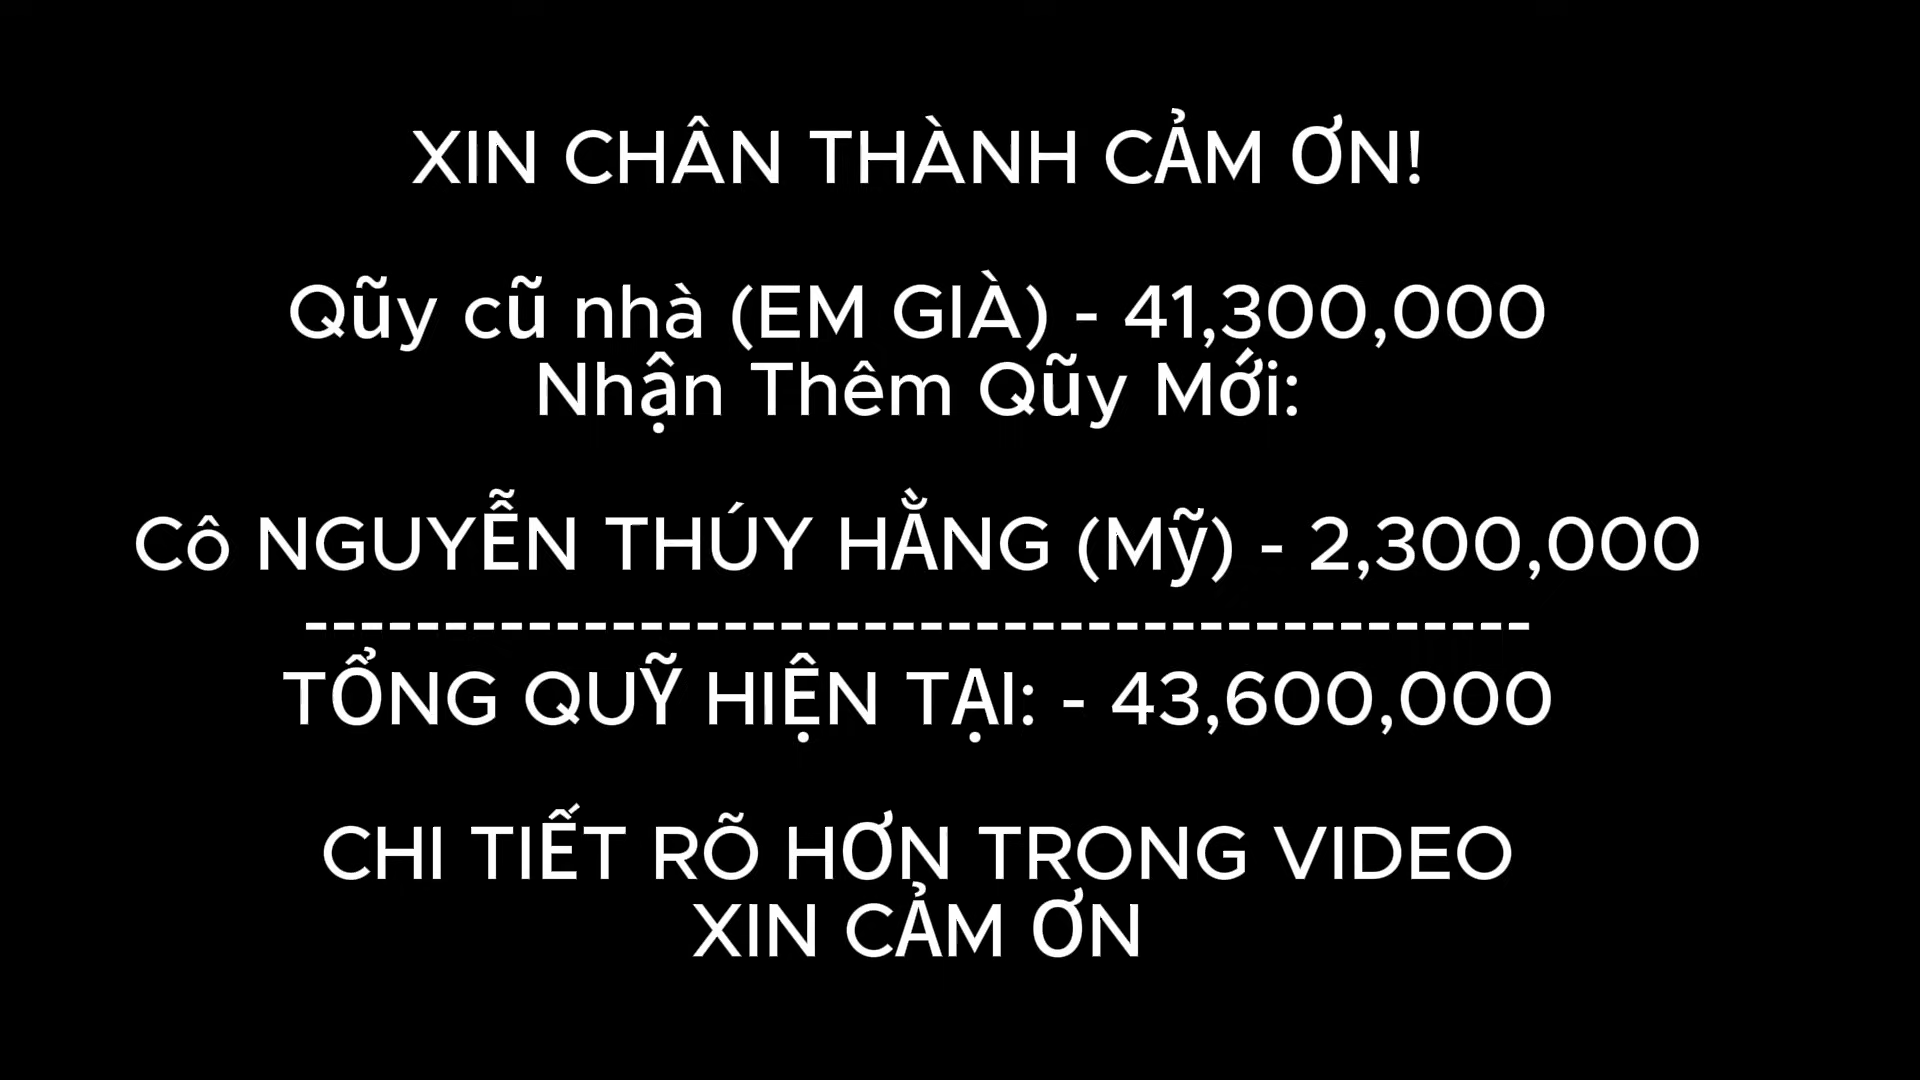 XIN CHÂN THÀNH CẢM ƠN!
Qũy cũ nhà (EM GIÀ) - 41,300,000
Nhận Thêm Qũy Mới:
Cô NGUYỄN THÚY HẰNG (Mỹ) - 2,300,000
--------------------------------------------
TỔNG QUỸ HIỆN TẠI: - 43,600,000
CHI TIẾT RÕ HƠN TRONG VIDEO
XIN CẢM ƠN